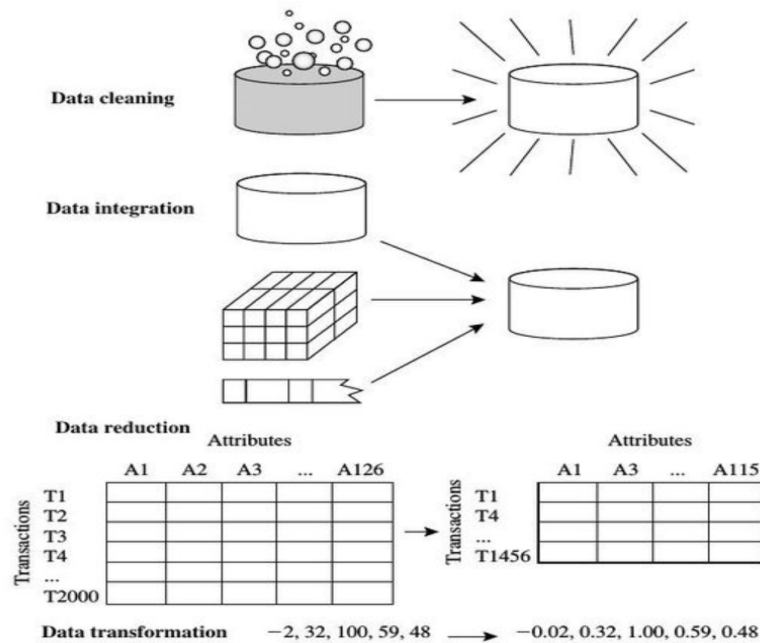 Data cleaning
Data integration
Data reduction
Attributes
A1 A2 A3 ... A126
Transactions
T1
T2
T3
T4
...
T2000
Attributes
A1 A3 ... A115
Transactions
T1
T4
...
T1456
Data transformation −2, 32, 100, 59, 48 −0.02, 0.32, 1.00, 0.59, 0.48